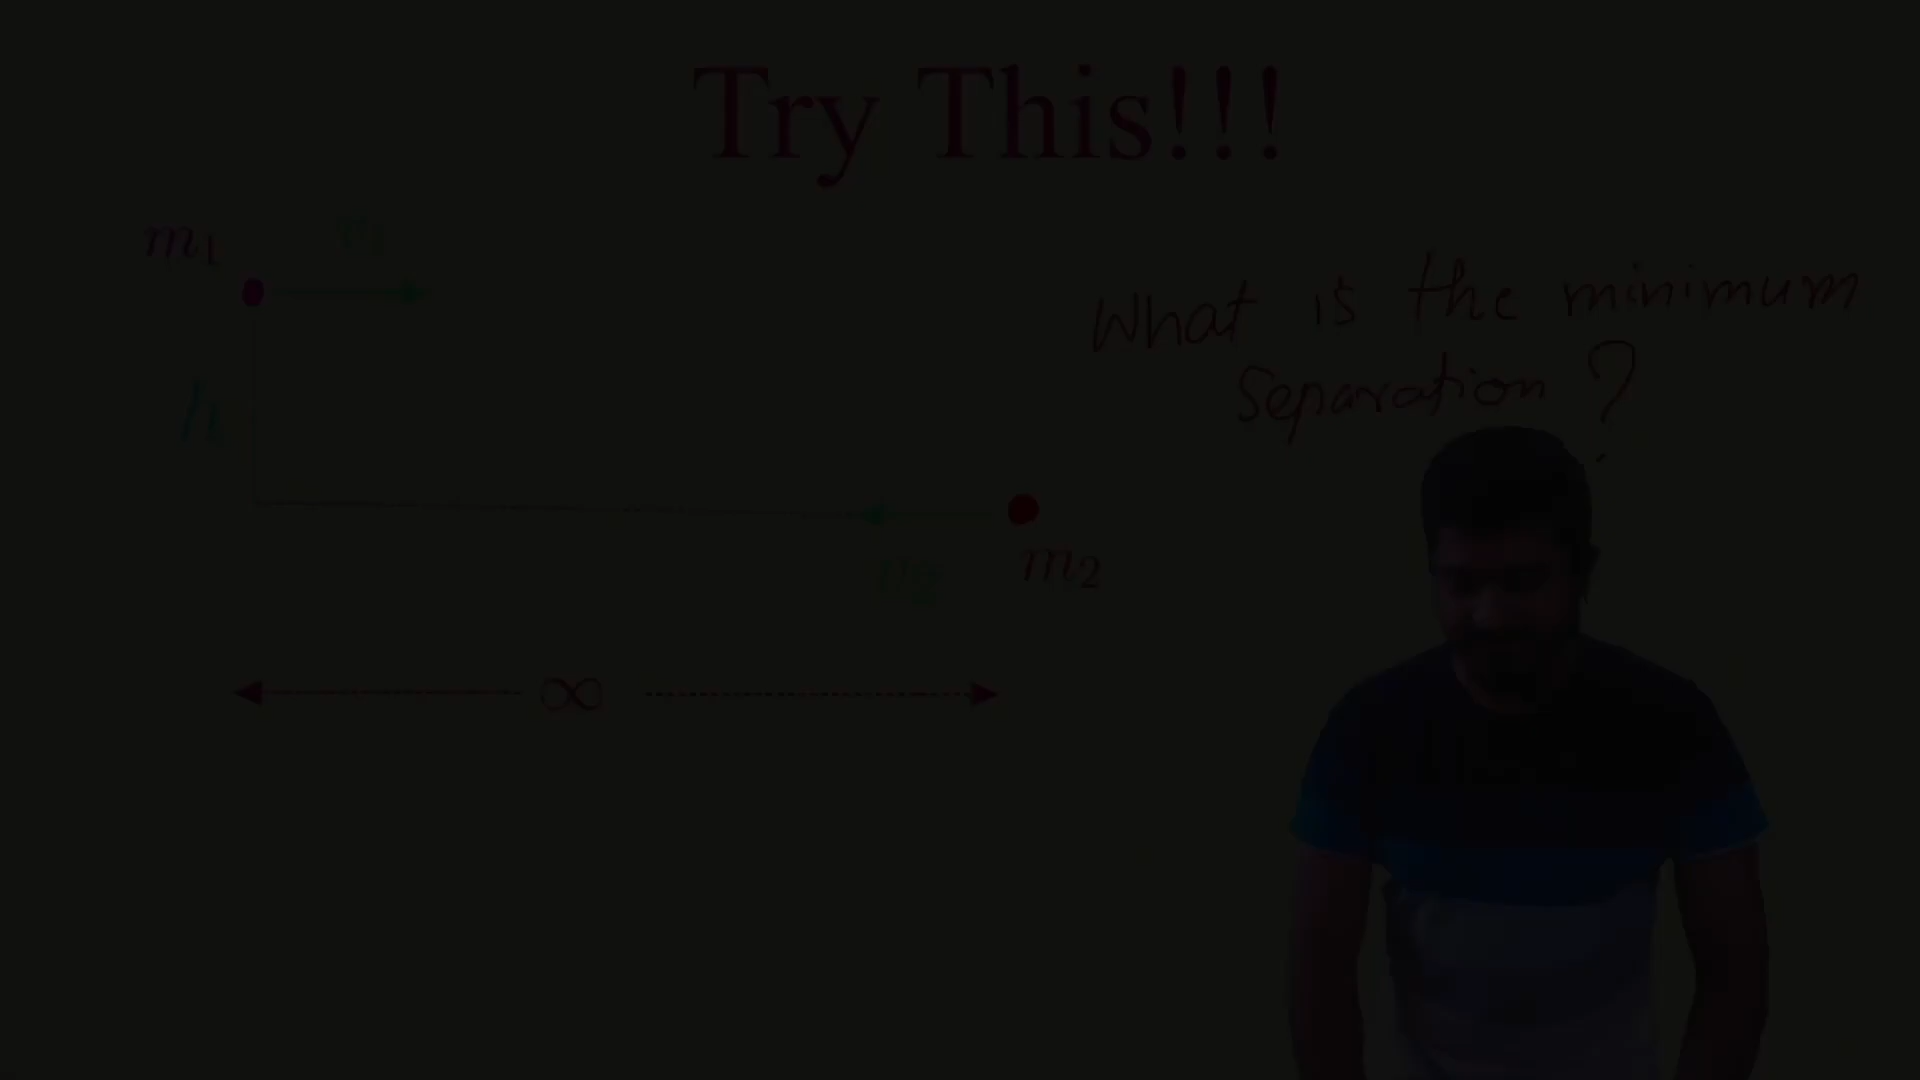 Try This!!!
m1 v1
What is the minimum
separation ?
h
m2
v2
∞